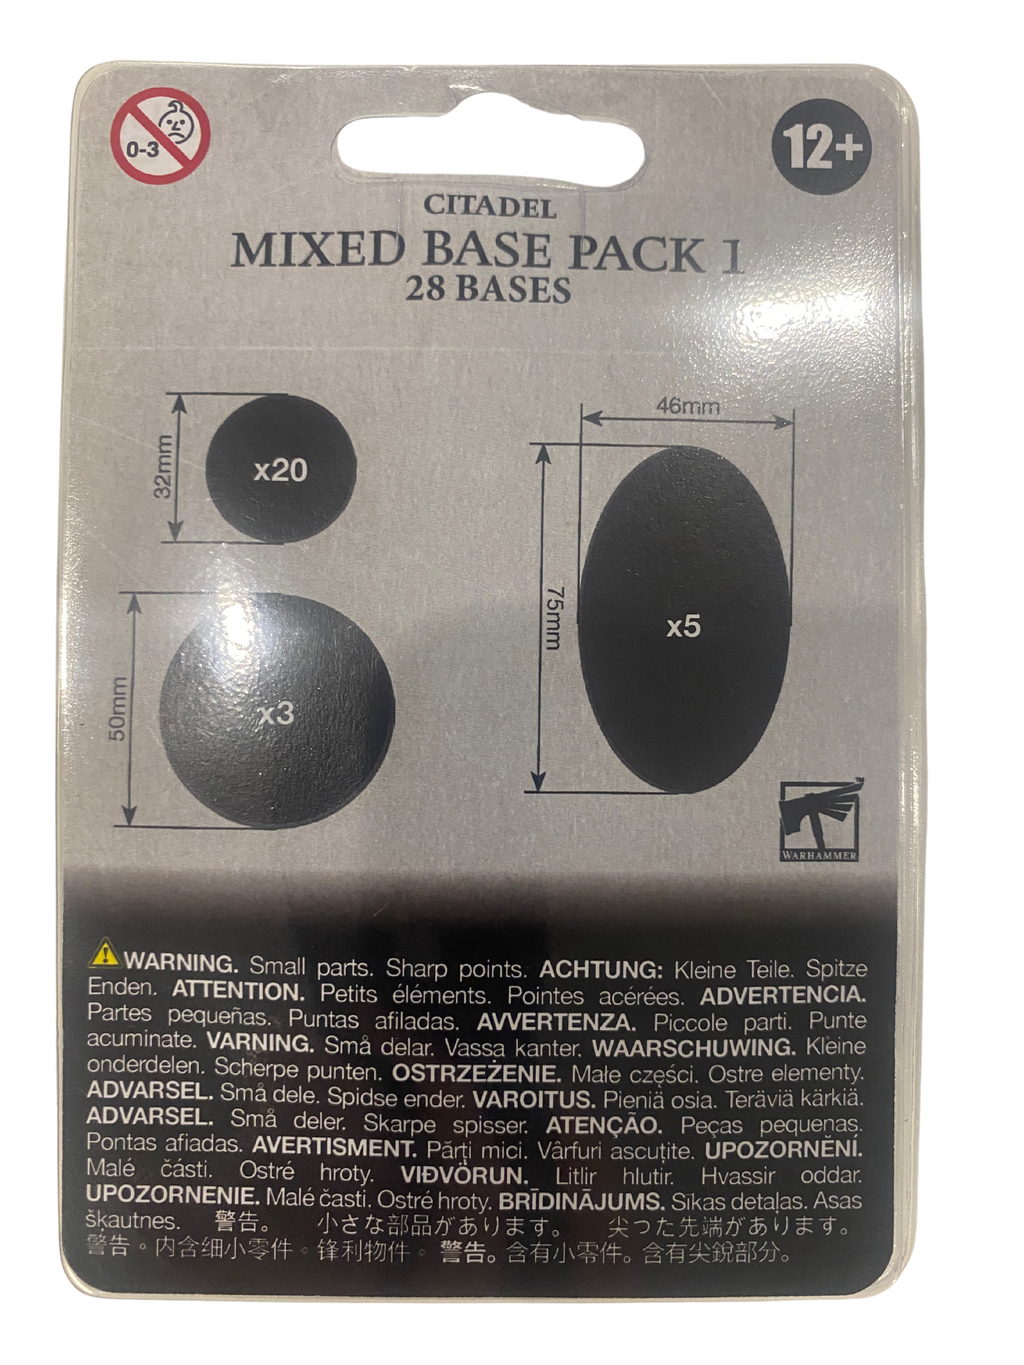 0-3
12+
CITADEL
MIXED BASE PACK 1
28 BASES
32mm
x20
46mm
75mm
x5
50mm
x3
WARHAMMER
WARNING. Small parts. Sharp points. ACHTUNG: Kleine Teile. Spitze
Enden. ATTENTION. Petits éléments. Pointes acérées. ADVERTENCIA.
Partes pequeñas. Puntas afiladas. AVVERTENZA. Piccole parti. Punte
acuminate. VARNING. Små delar. Vassa kanter. WAARSCHUWING. Kleine
onderdelen. Scherpe punten. OSTRZEŻENIE. Małe części. Ostre elementy.
ADVARSEL. Små dele. Spidse ender. VAROITUS. Pieniä osia. Teräviä kärkiä.
ADVARSEL. Små deler. Skarpe spisser. ATENÇÃO. Peças pequenas.
Pontas afiadas. AVERTISMENT. Părți mici. Vârfuri ascuțite. UPOZORNĚNÍ.
Malé části. Ostré hroty. VIÐVÖRUN. Litlir hlutir. Hvassir oddar.
UPOZORNENIE. Malé časti. Ostré hroty. BRĪDINĀJUMS. Sīkas detaļas. Asas
šķautnes. 警告。 小さな部品があります。 尖った先端があります。
警告。内含细小零件。锋利物件。 警告。含有小零件。含有尖銳部分。